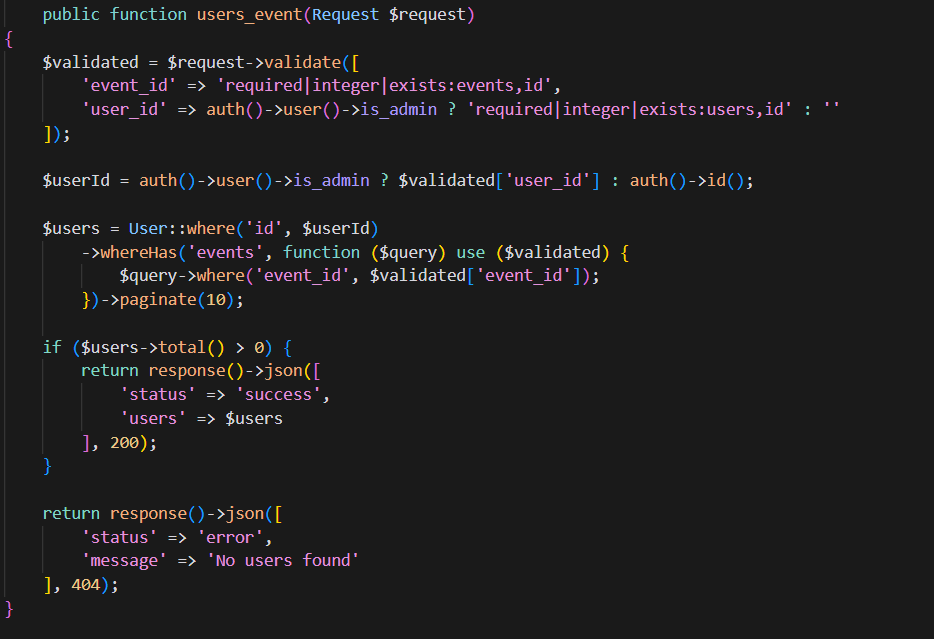 public function users_event(Request $request)
{
    $validated = $request->validate([
        'event_id' => 'required|integer|exists:events,id',
        'user_id' => auth()->user()->is_admin ? 'required|integer|exists:users,id' : ''
    ]);

    $userId = auth()->user()->is_admin ? $validated['user_id'] : auth()->id();

    $users = User::where('id', $userId)
        ->whereHas('events', function ($query) use ($validated) {
            $query->where('event_id', $validated['event_id']);
        })->paginate(10);

    if ($users->total() > 0) {
        return response()->json([
            'status' => 'success',
            'users' => $users
        ], 200);
    }

    return response()->json([
        'status' => 'error',
        'message' => 'No users found'
    ], 404);
}